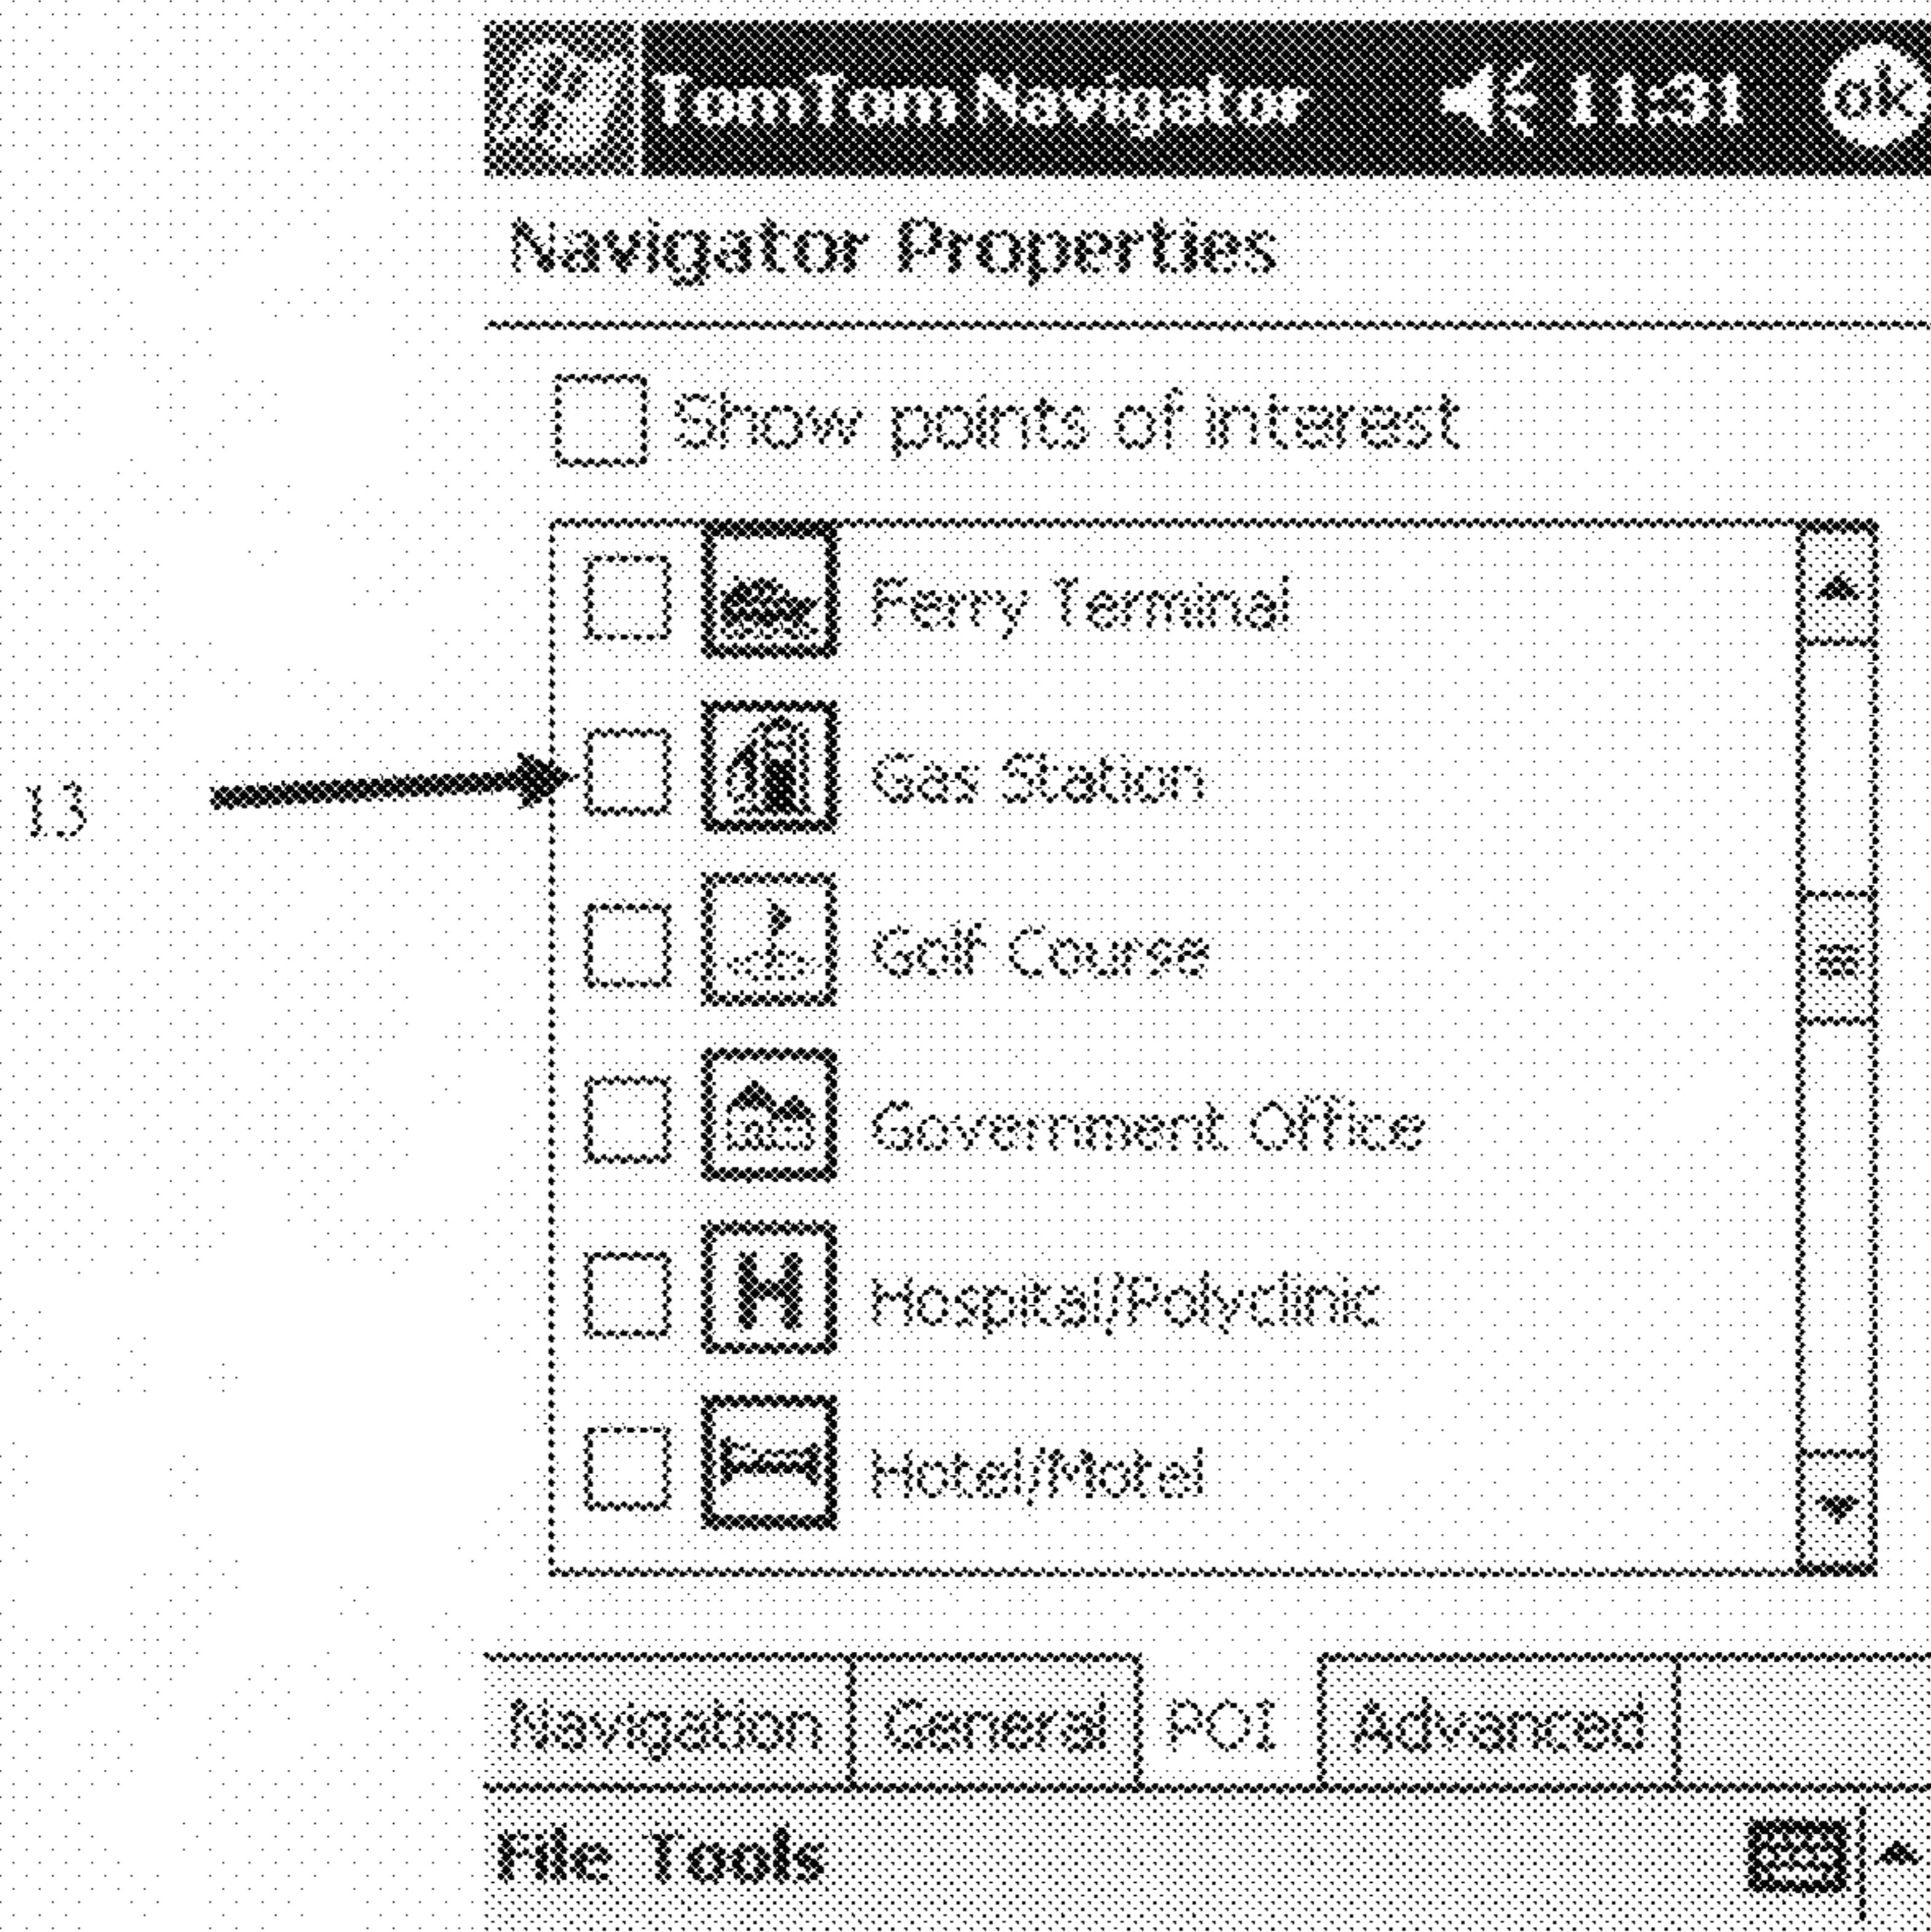 TomTom Navigator 11:31 ok
Navigator Properties
Show points of interest
Ferry Terminal
13
Gas Station
Golf Course
Government Office
H Hospital/Polyclinic
Hotel/Motel
Navigation General POI Advanced
File Tools